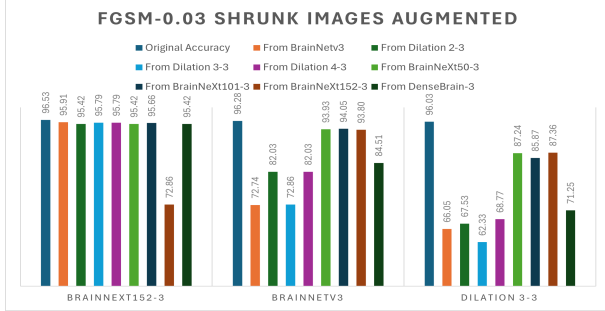 FGSM-0.03 SHRUNK IMAGES AUGMENTED
Original Accuracy From BrainNetv3 From Dilation 2-3
From Dilation 3-3 From Dilation 4-3 From BrainNeXt50-3
From BrainNeXt101-3 From BrainNeXt152-3 From DenseBrain-3
96.53 95.91 95.42 95.79 95.79 95.42 95.66 72.86 95.42
96.28 72.74 82.03 72.86 82.03 93.93 94.05 93.80 84.51
96.03 66.05 67.53 62.33 68.77 87.24 85.87 87.36 71.25
BRAINNEXT152-3 BRAINNETV3 DILATION 3-3